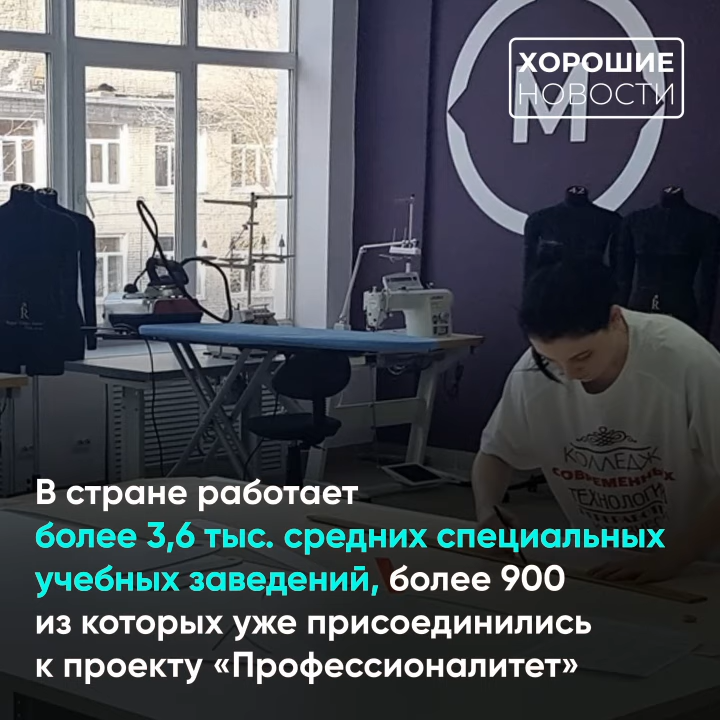 ХОРОШИЕ
НОВОСТИ
М
КОЛЛЕДЖ
СОВРЕМЕННЫХ
ТЕХНОЛОГИЙ
В стране работает
более 3,6 тыс. средних специальных
учебных заведений, более 900
из которых уже присоединились
к проекту «Профессионалитет»